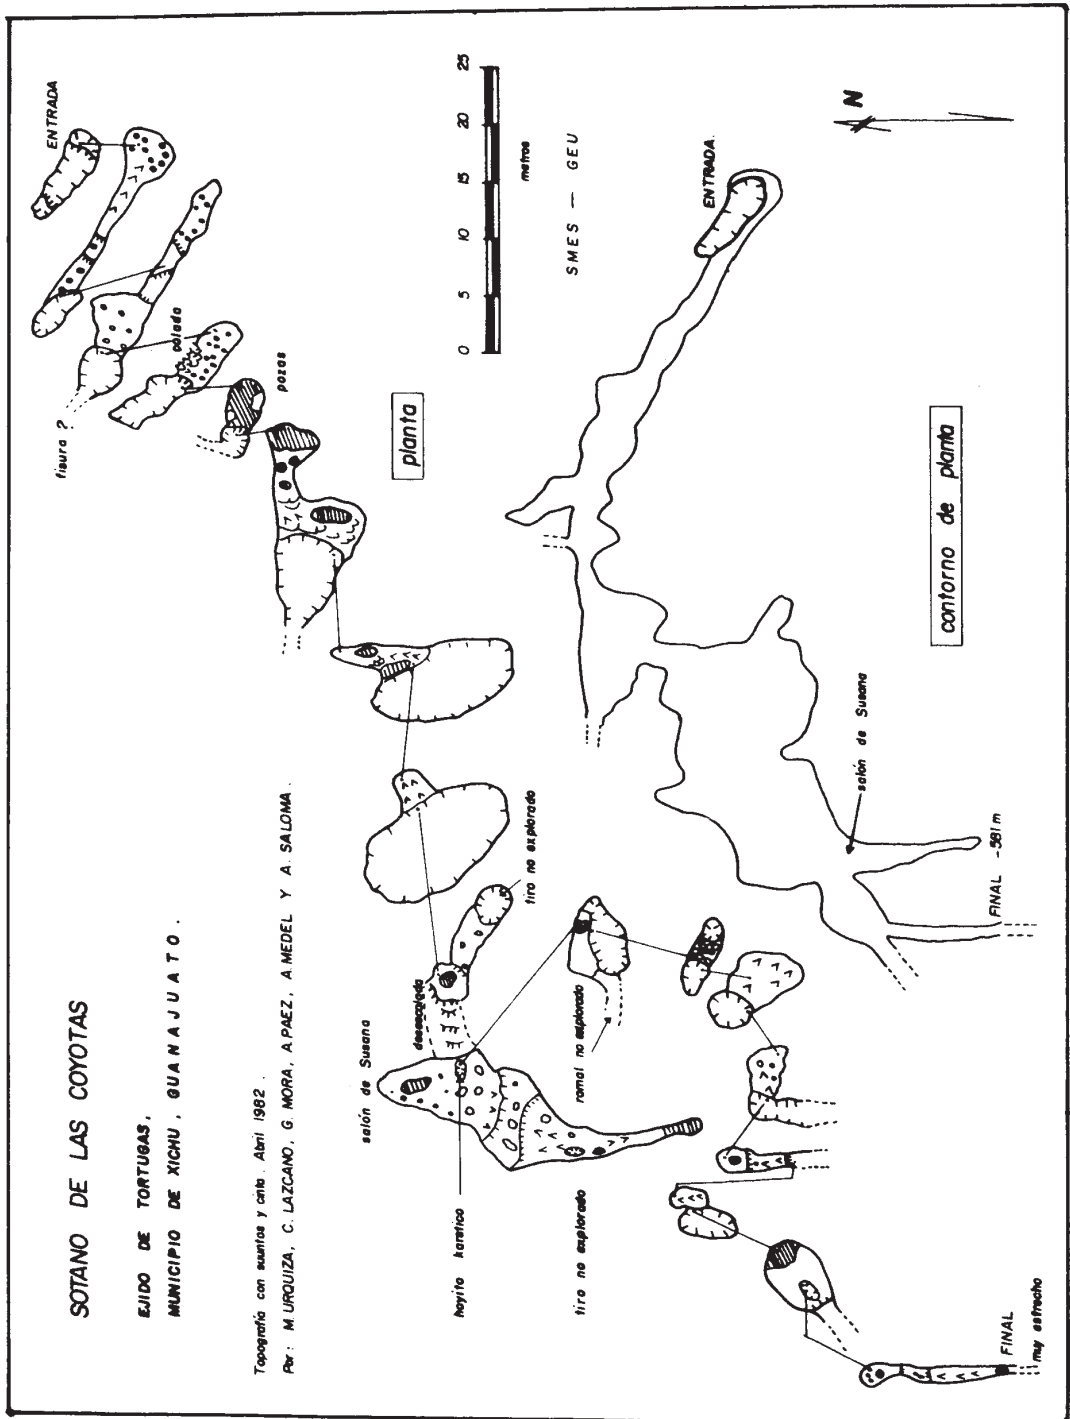 SOTANO DE LAS COYOTAS
EJIDO DE TORTUGAS,
MUNICIPIO DE XICHU, GUANAJUATO.
Topografía con suuntos y cinta. Abril 1982.
Por: M. URQUIZA, C. LAZCANO, G. MORA, A. PAEZ, A. MEDEL Y A. SALOMA.
ENTRADA
fisura ?
colada
pozas
planta
0 5 10 15 20 25
metros
SMES — GEU
salón de Susana
desescalada
tiro no explorado
hoyito karstico
ramal no explorado
tiro no explorado
FINAL
muy estrecho
N
ENTRADA
contorno de planta
salón de Susana
FINAL -581m